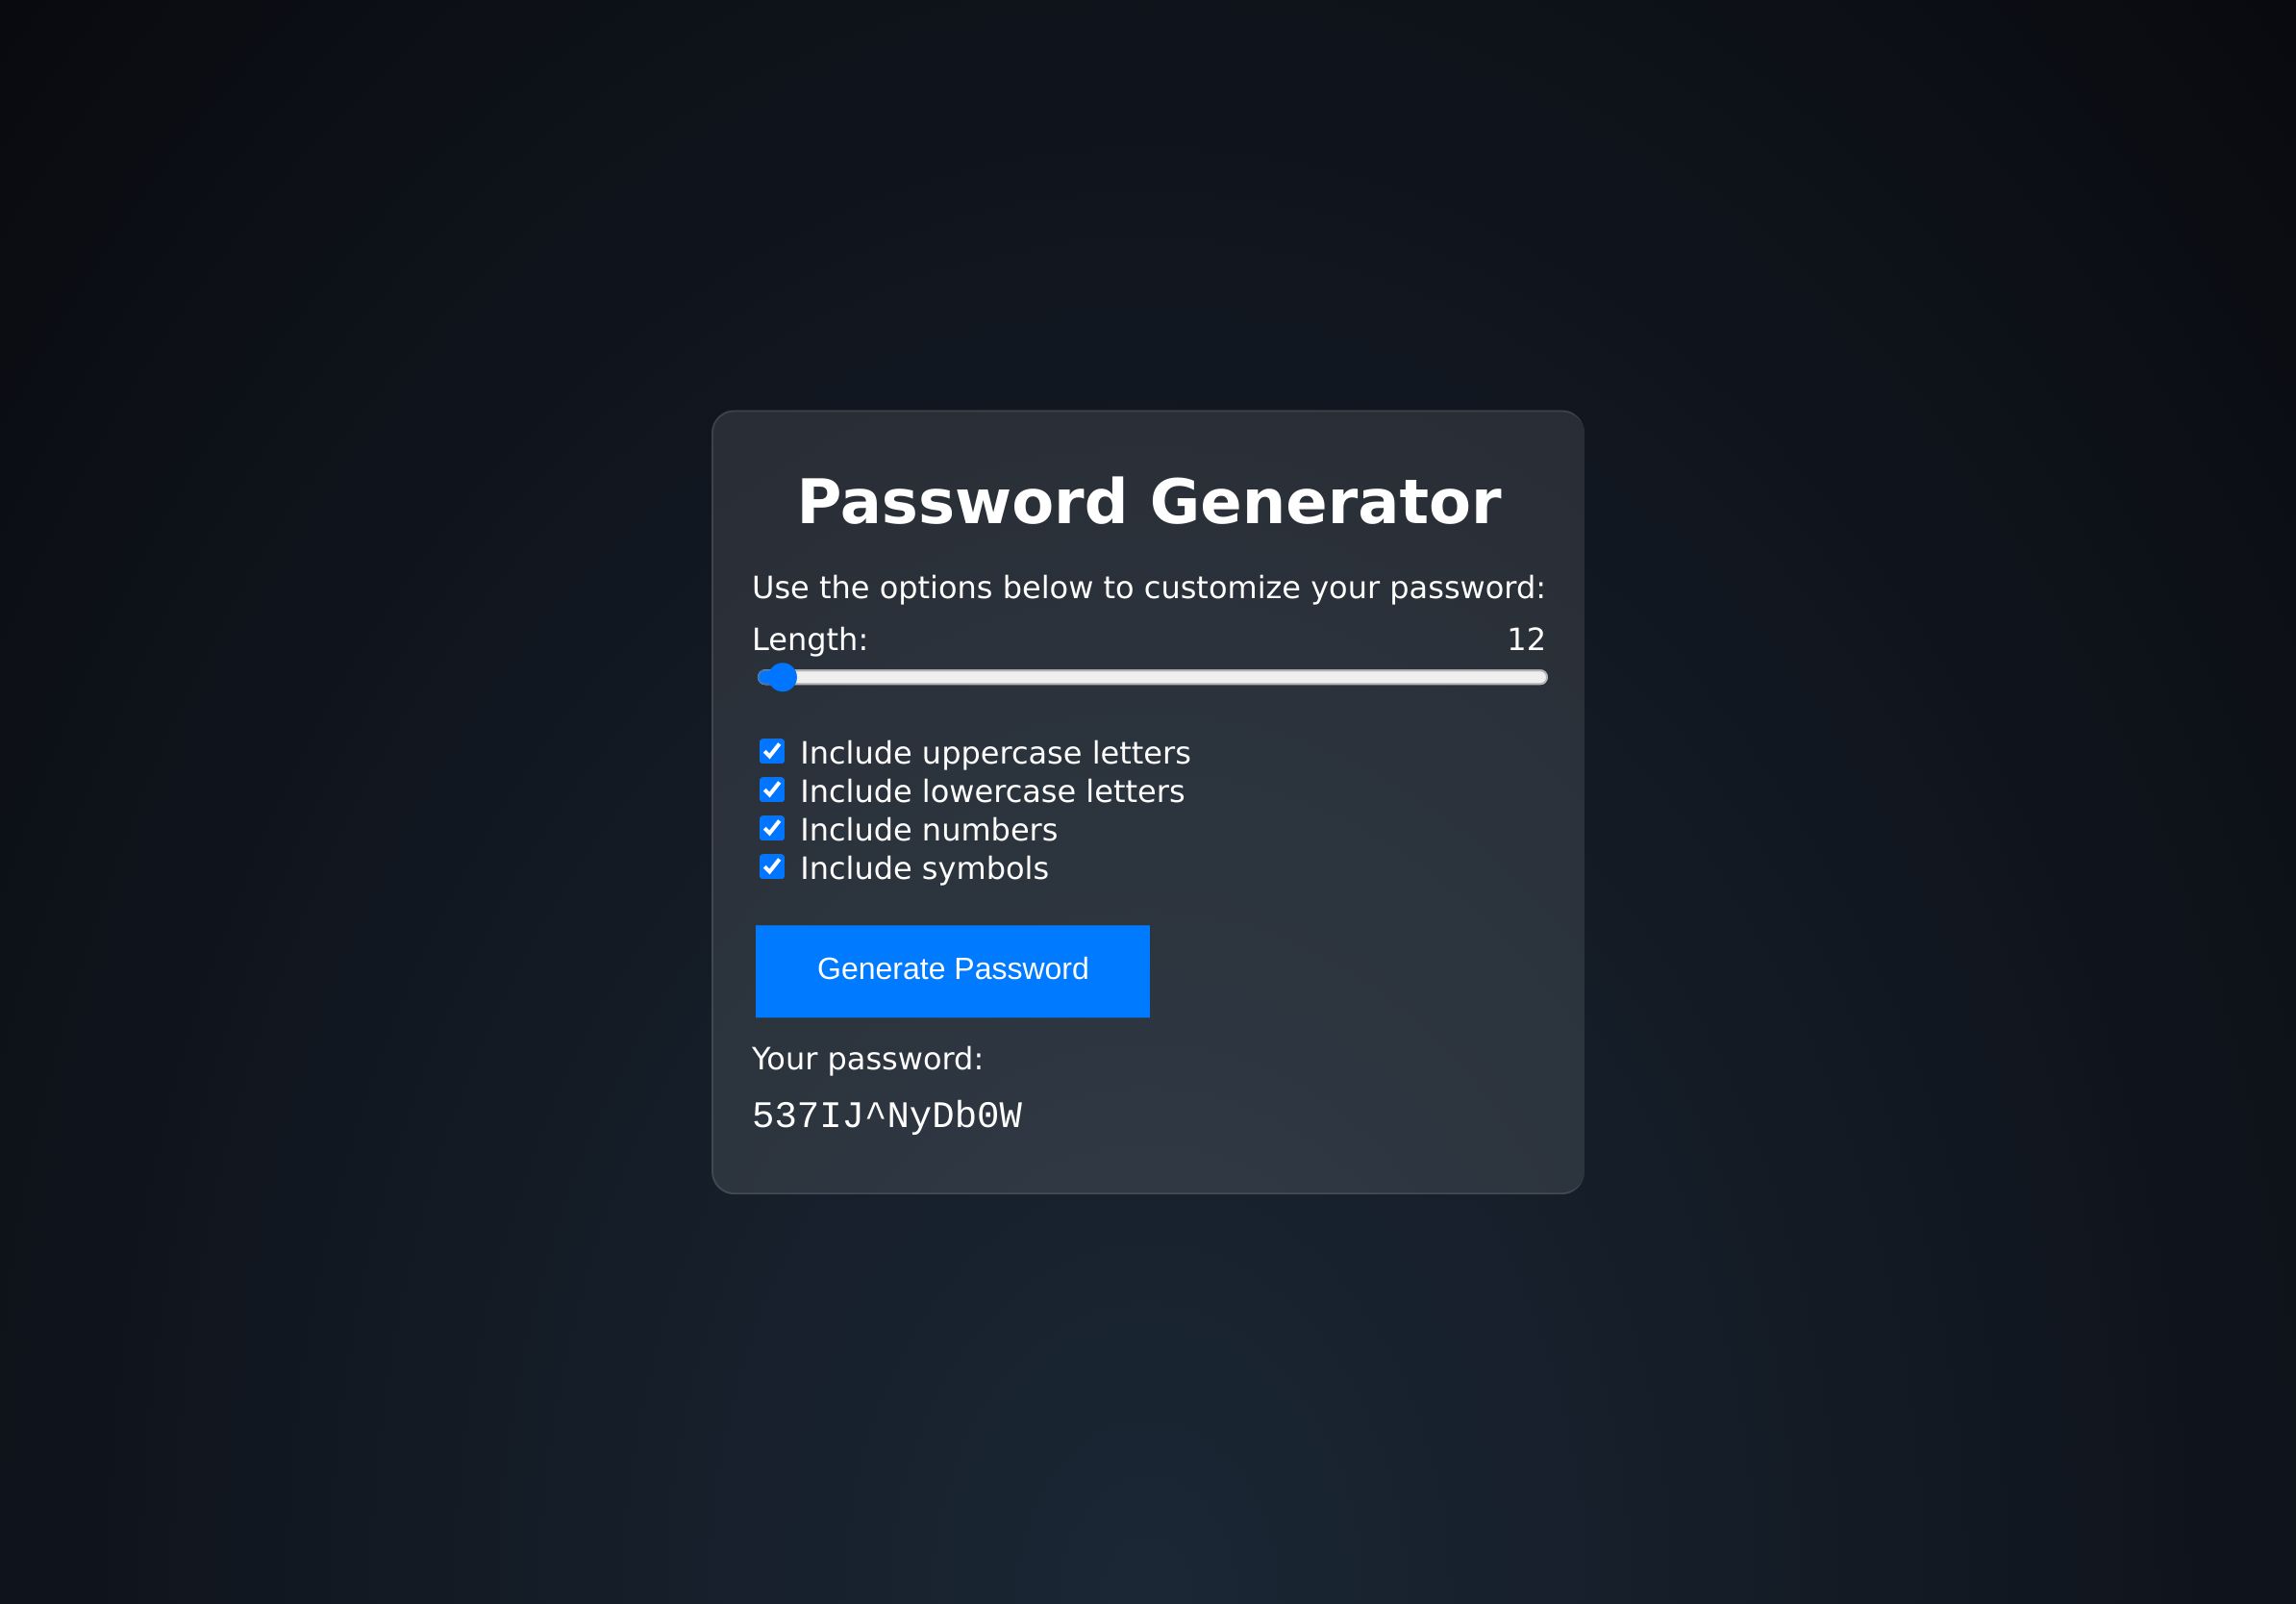 Password Generator
Use the options below to customize your password:
Length: 12
Include uppercase letters
Include lowercase letters
Include numbers
Include symbols
Generate Password
Your password:
537IJ^NyDb0W